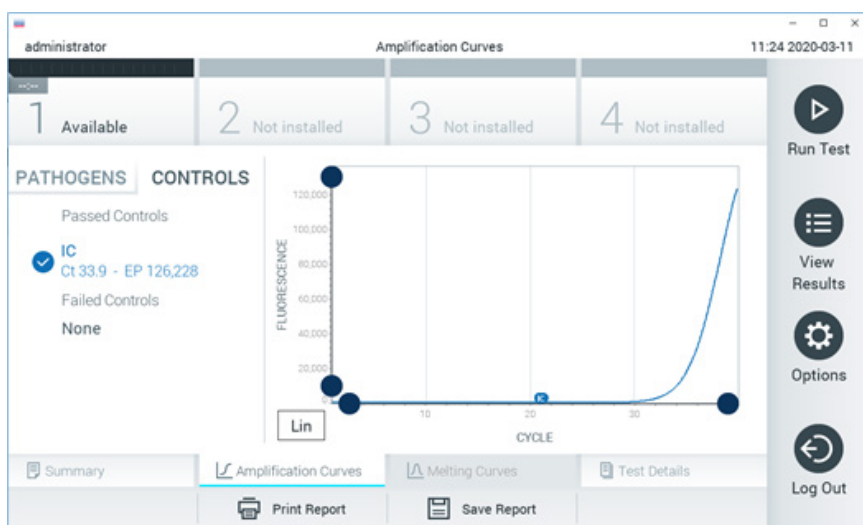 administrator
Amplification Curves
11:24 2020-03-11
--:--
1 Available
2 Not installed
3 Not installed
4 Not installed
Run Test
PATHOGENS CONTROLS
Passed Controls
IC
Ct 33.9 - EP 126,228
Failed Controls
None
FLUORESCENCE
120,000
100,000
80,000
60,000
40,000
20,000
0
IC
10 20 30
CYCLE
Lin
View
Results
Options
Log Out
Summary
Amplification Curves
Melting Curves
Test Details
Print Report
Save Report